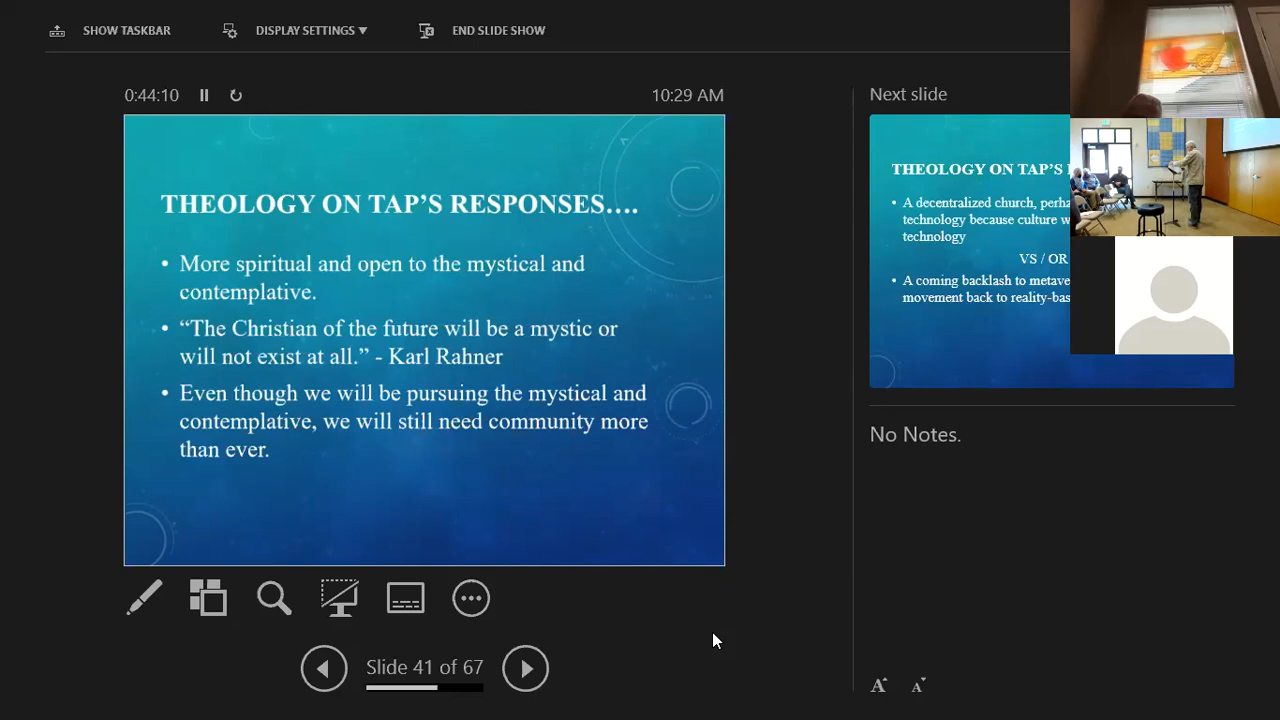 SHOW TASKBAR
DISPLAY SETTINGS
END SLIDE SHOW
0:44:10
10:29 AM
THEOLOGY ON TAP’S RESPONSES….
• More spiritual and open to the mystical and
contemplative.
• “The Christian of the future will be a mystic or
will not exist at all.” - Karl Rahner
• Even though we will be pursuing the mystical and
contemplative, we will still need community more
than ever.
Slide 41 of 67
Next slide
THEOLOGY ON TAP’S
• A decentralized church,
technology because culture
technology
VS / OR
• A coming backlash to
movement back to
No Notes.
A A